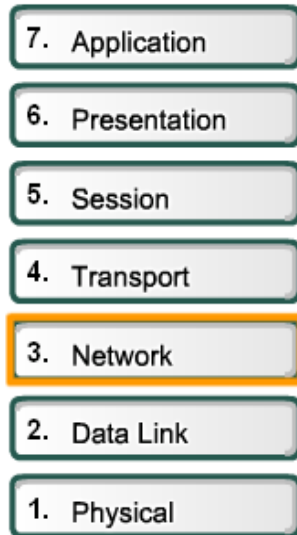 7. Application
6. Presentation
5. Session
4. Transport
3. Network
2. Data Link
1. Physical